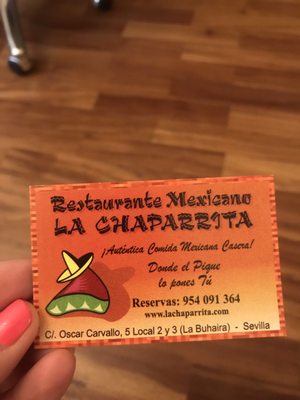 Restaurante Mexicano
LA CHAPARRITA
¡Auténtica Comida Mexicana Casera!
Donde el Pique
lo pones Tú
Reservas: 954 091 364
www.lachaparrita.com
C/. Oscar Carvallo, 5 Local 2 y 3 (La Buhaira) - Sevilla